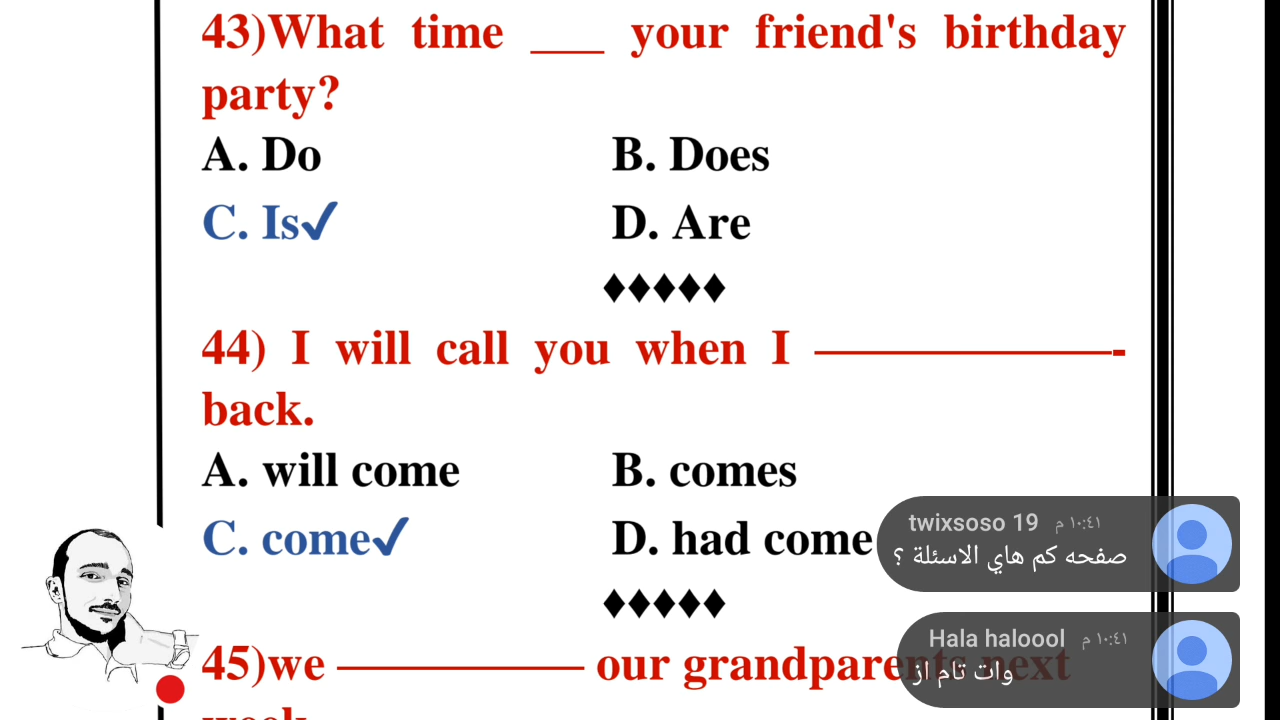 43)What time ___ your friend's birthday
party?
A. Do B. Does
C. Is✓ D. Are
♦♦♦♦♦
44) I will call you when I —————-
back.
A. will come B. comes
C. come✓ D. had come
♦♦♦♦♦
twixsoso 19 ١٠:٤١ م
صفحه كم هاي الاسئلة ؟
Hala haloool ١٠:٤١ م
وات تام از
45)we ————— our grandparents next
week